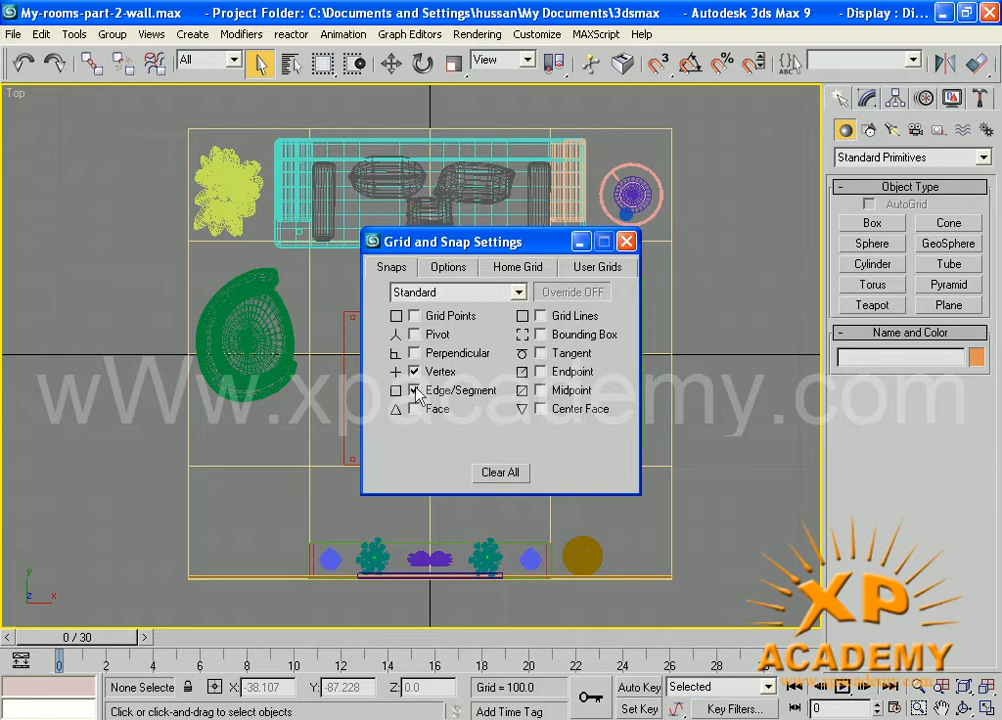 My-rooms-part-2-wall.max - Project Folder: C:\Documents and Settings\hussan\My Documents\3dsmax - Autodesk 3ds Max 9 - Display : Di...
File Edit Tools Group Views Create Modifiers reactor Animation Graph Editors Rendering Customize MAXScript Help
All View
Top
Standard Primitives
Object Type
AutoGrid
Box Cone
Sphere GeoSphere
Cylinder Tube
Torus Pyramid
Teapot Plane
Name and Color
Grid and Snap Settings
Snaps Options Home Grid User Grids
Standard Override OFF
Grid Points Grid Lines
Pivot Bounding Box
Perpendicular Tangent
Vertex Endpoint
Edge/Segment Midpoint
Face Center Face
Clear All
www.xpacademy.com
y
z x
XP
ACADEMY
0 / 30
0 2 4 6 8 10 12 14 16 18 20 22 24 26 28
None Selecte X: -38.107 Y: -87.228 Z: 0.0 Grid = 100.0 Auto Key Selected
Click or click-and-drag to select objects Add Time Tag Set Key Key Filters... 0